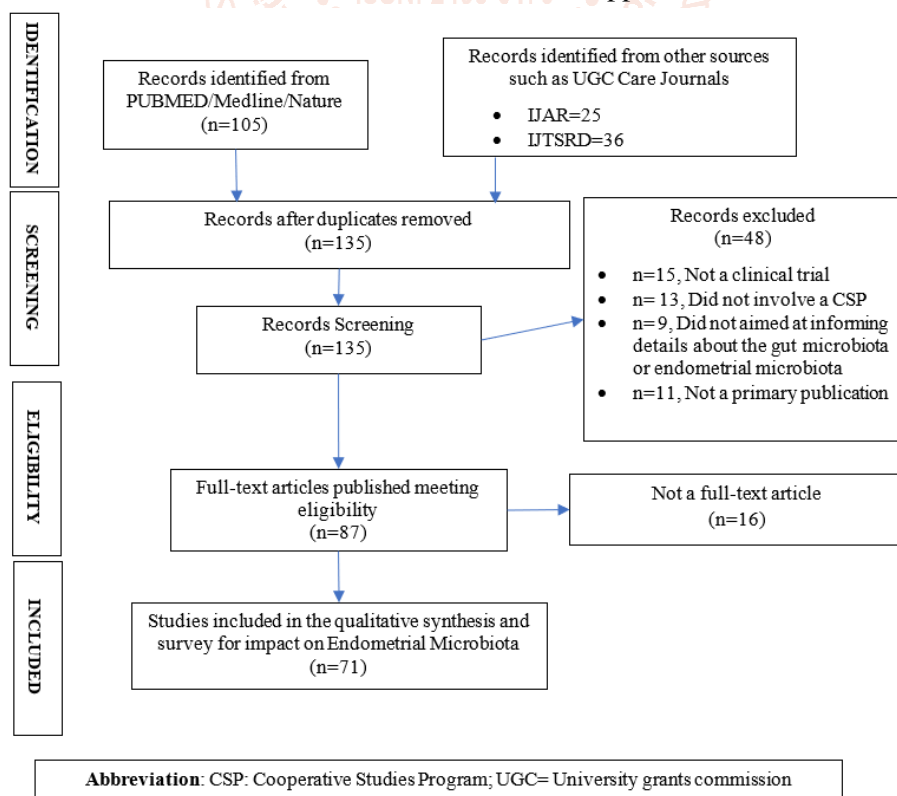 IDENTIFICATION
Records identified from
PUBMED/Medline/Nature
(n=105)
Records identified from other sources
such as UGC Care Journals
• IJAR=25
• IJTSRD=36
SCREENING
Records after duplicates removed
(n=135)
Records excluded
(n=48)
• n=15, Not a clinical trial
• n= 13, Did not involve a CSP
• n= 9, Did not aimed at informing
details about the gut microbiota
or endometrial microbiota
• n=11, Not a primary publication
Records Screening
(n=135)
ELIGIBILITY
Full-text articles published meeting
eligibility
(n=87)
Not a full-text article
(n=16)
INCLUDED
Studies included in the qualitative synthesis and
survey for impact on Endometrial Microbiota
(n=71)
Abbreviation: CSP: Cooperative Studies Program; UGC= University grants commission